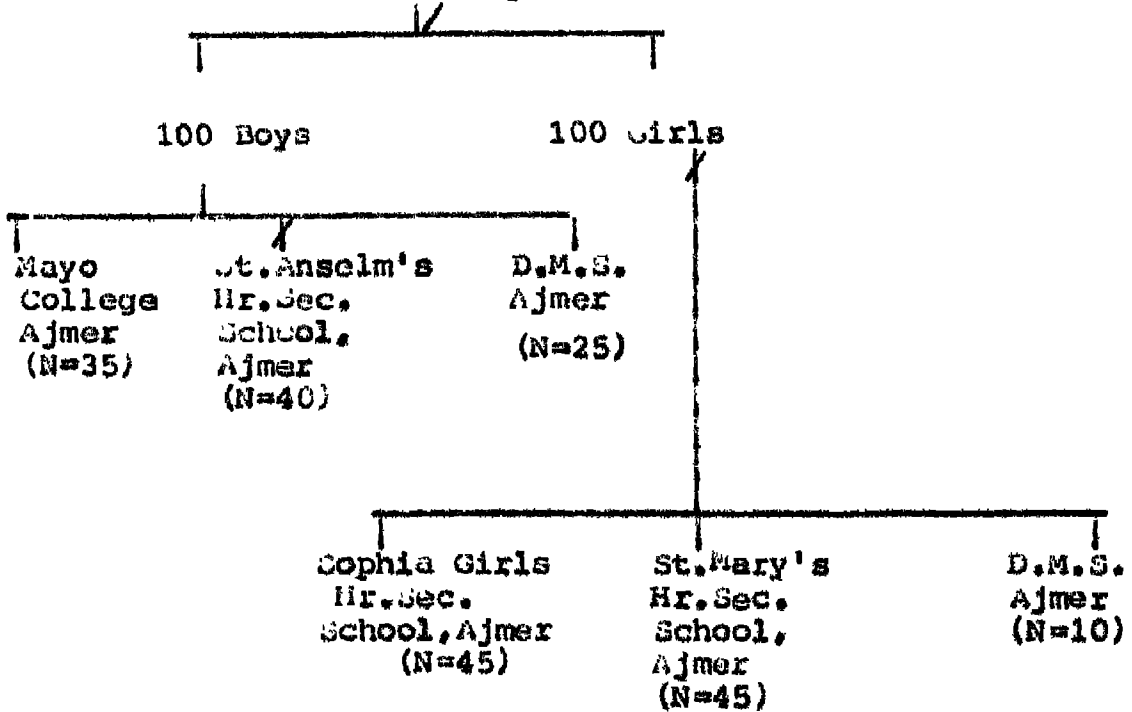 100 Boys
100 Girls
Mayo
College
Ajmer
(N=35)
St.Anselm's
Hr.Sec.
School,
Ajmer
(N=40)
D.M.S.
Ajmer
(N=25)
Sophia Girls
Hr.Sec.
School,Ajmer
(N=45)
St.Mary's
Hr.Sec.
School,
Ajmer
(N=45)
D.M.S.
Ajmer
(N=10)